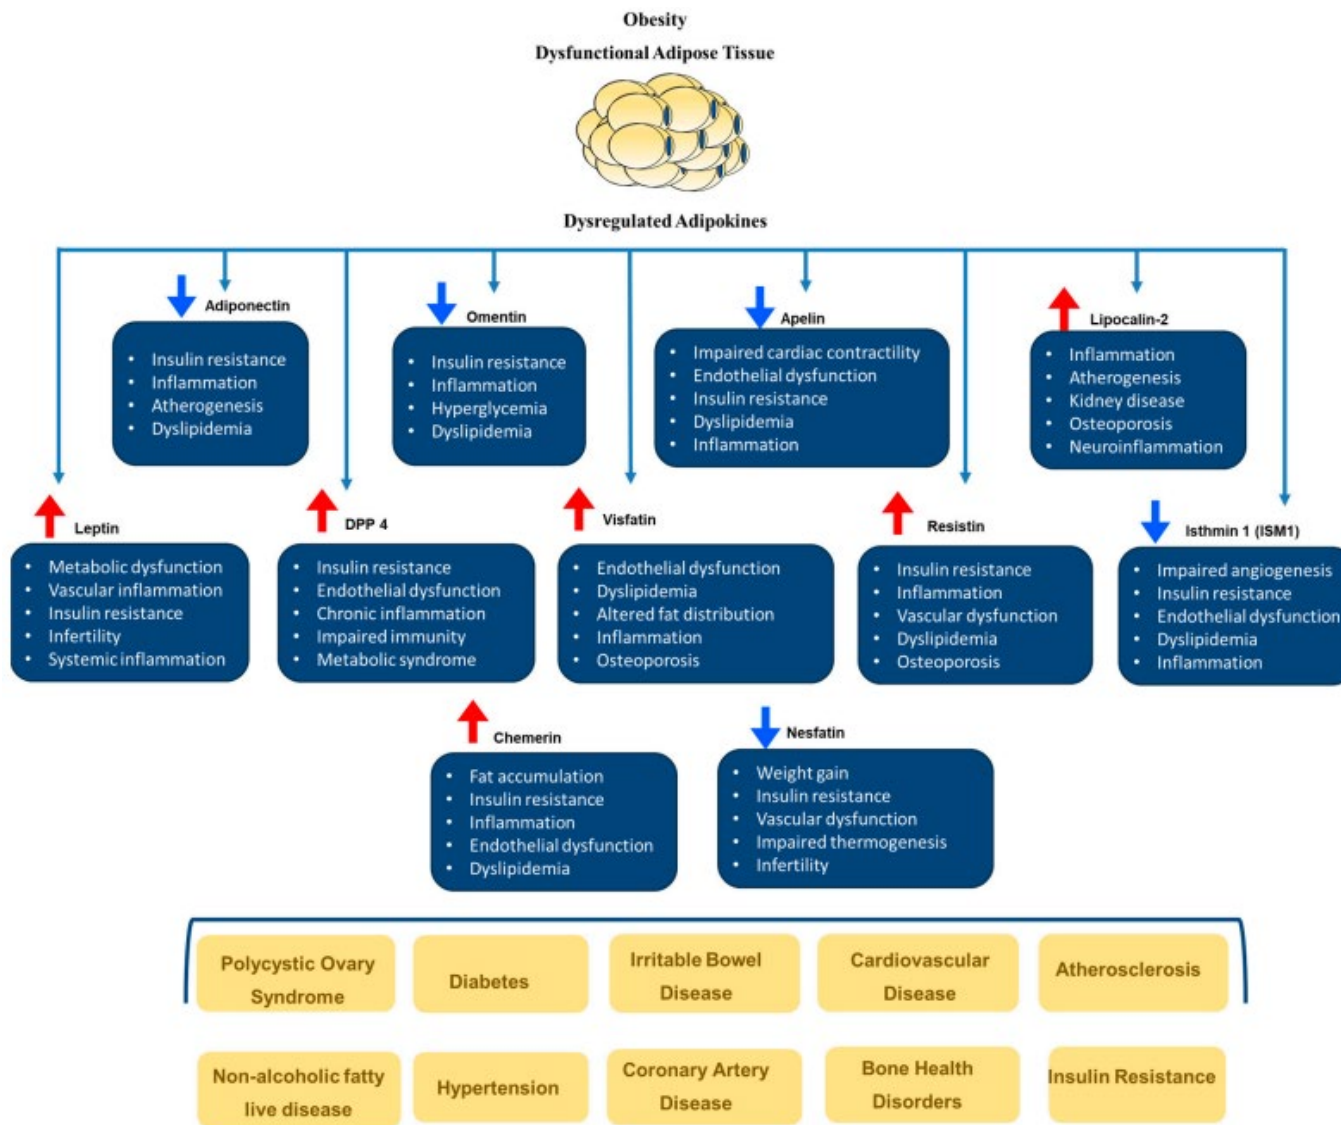 Obesity
Dysfunctional Adipose Tissue
Dysregulated Adipokines
Adiponectin
• Insulin resistance
• Inflammation
• Atherogenesis
• Dyslipidemia
Omentin
• Insulin resistance
• Inflammation
• Hyperglycemia
• Dyslipidemia
Apelin
• Impaired cardiac contractility
• Endothelial dysfunction
• Insulin resistance
• Dyslipidemia
• Inflammation
Lipocalin-2
• Inflammation
• Atherogenesis
• Kidney disease
• Osteoporosis
• Neuroinflammation
Leptin
• Metabolic dysfunction
• Vascular inflammation
• Insulin resistance
• Infertility
• Systemic inflammation
DPP 4
• Insulin resistance
• Endothelial dysfunction
• Chronic inflammation
• Impaired immunity
• Metabolic syndrome
Visfatin
• Endothelial dysfunction
• Dyslipidemia
• Altered fat distribution
• Inflammation
• Osteoporosis
Resistin
• Insulin resistance
• Inflammation
• Vascular dysfunction
• Dyslipidemia
• Osteoporosis
Isthmin 1 (ISM1)
• Impaired angiogenesis
• Insulin resistance
• Endothelial dysfunction
• Dyslipidemia
• Inflammation
Chemerin
• Fat accumulation
• Insulin resistance
• Inflammation
• Endothelial dysfunction
• Dyslipidemia
Nesfatin
• Weight gain
• Insulin resistance
• Vascular dysfunction
• Impaired thermogenesis
• Infertility
Polycystic Ovary
Syndrome
Diabetes
Irritable Bowel
Disease
Cardiovascular
Disease
Atherosclerosis
Non-alcoholic fatty
live disease
Hypertension
Coronary Artery
Disease
Bone Health
Disorders
Insulin Resistance